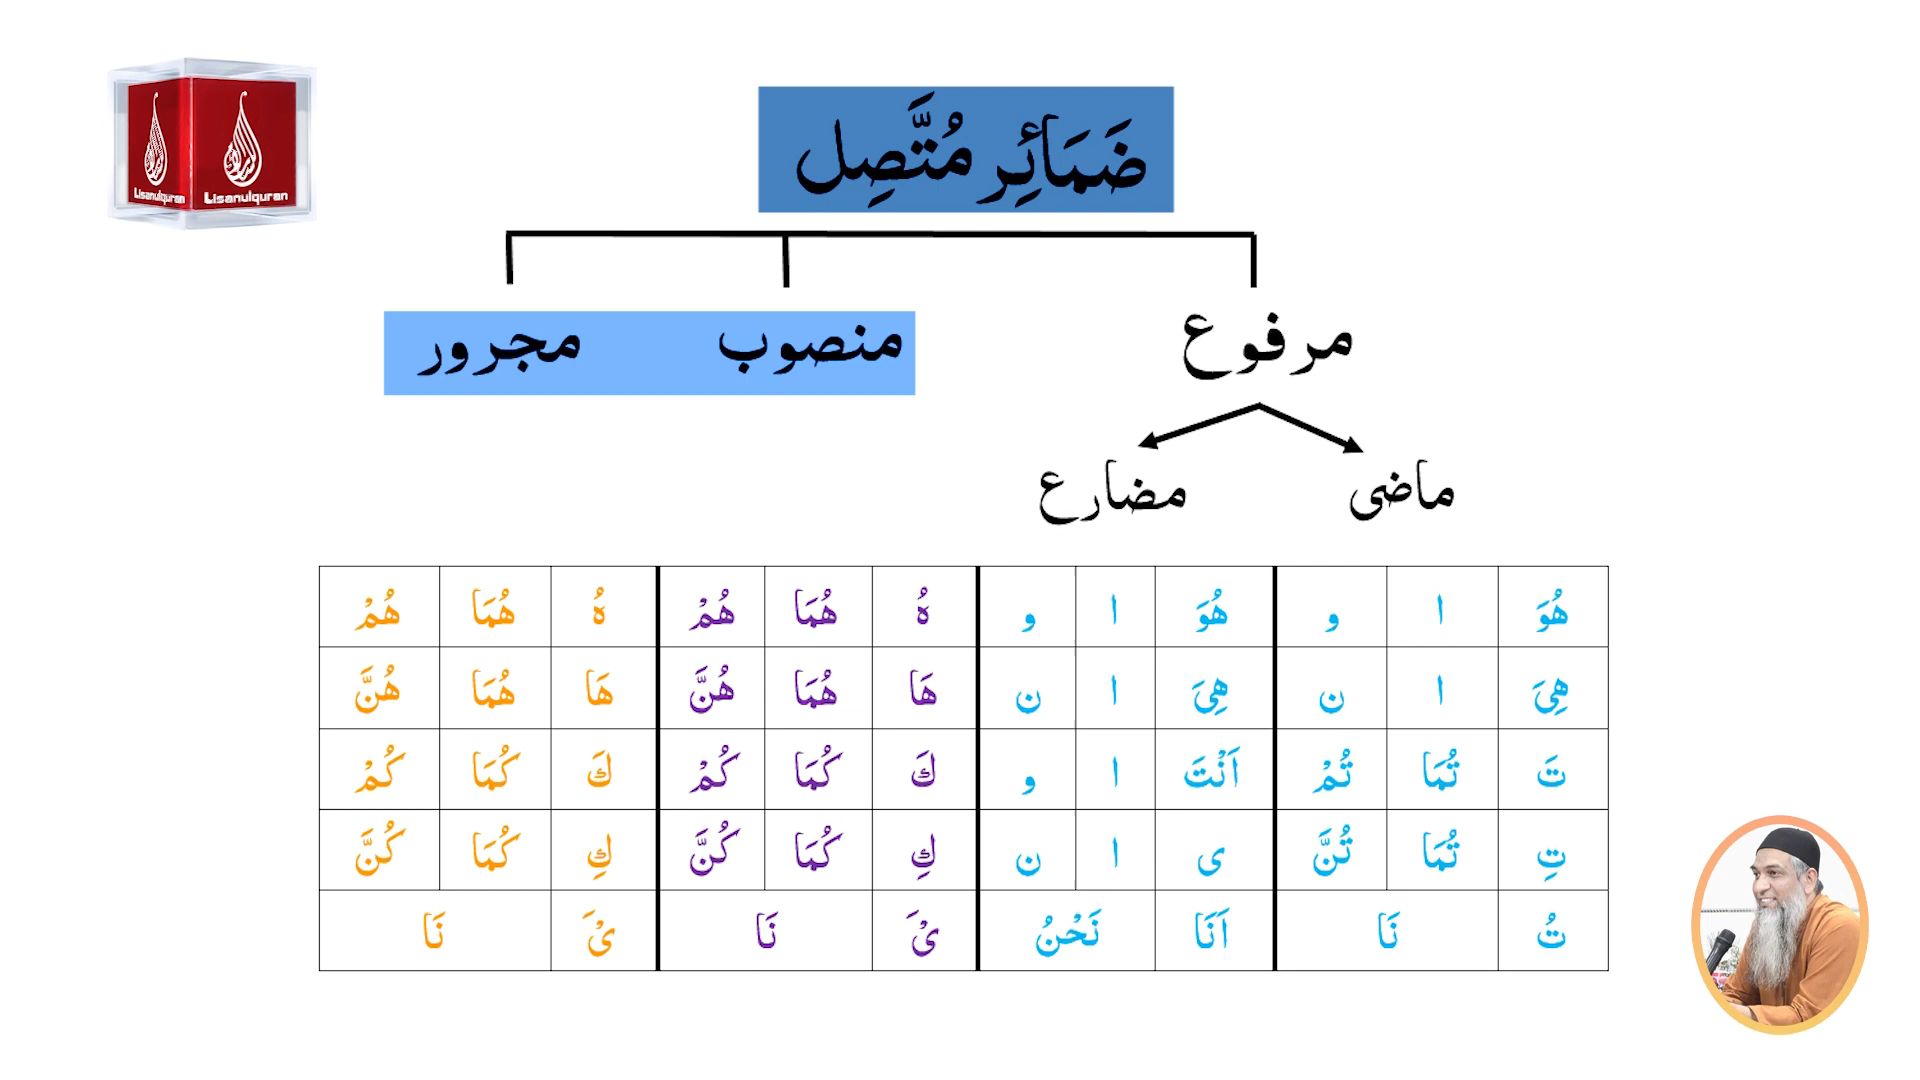 Lisanulquran Lisanulquran
ضَمَائِر مُتَّصِل
مرفوع منصوب مجرور
ماضی مضارع
هُوَ ا و هُوَ ا و هُ هُمَا هُمْ هُ هُمَا هُمْ
هِيَ ا ن هِيَ ا ن هَا هُمَا هُنَّ هَا هُمَا هُنَّ
تَ تُمَا تُمْ اَنْتَ ا و كَ كُمَا كُمْ كَ كُمَا كُمْ
تِ تُمَا تُنَّ ی ا ن كِ كُمَا كُنَّ كِ كُمَا كُنَّ
تُ نَا اَنَا نَحْنُ یْ َ نَا یْ َ نَا